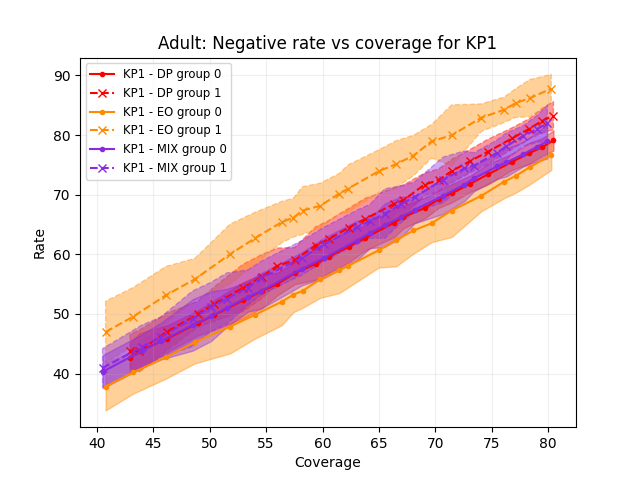 Adult: Negative rate vs coverage for KP1
KP1 - DP group 0
KP1 - DP group 1
KP1 - EO group 0
KP1 - EO group 1
KP1 - MIX group 0
KP1 - MIX group 1
90
80
70
60
50
40
Rate
40 45 50 55 60 65 70 75 80
Coverage